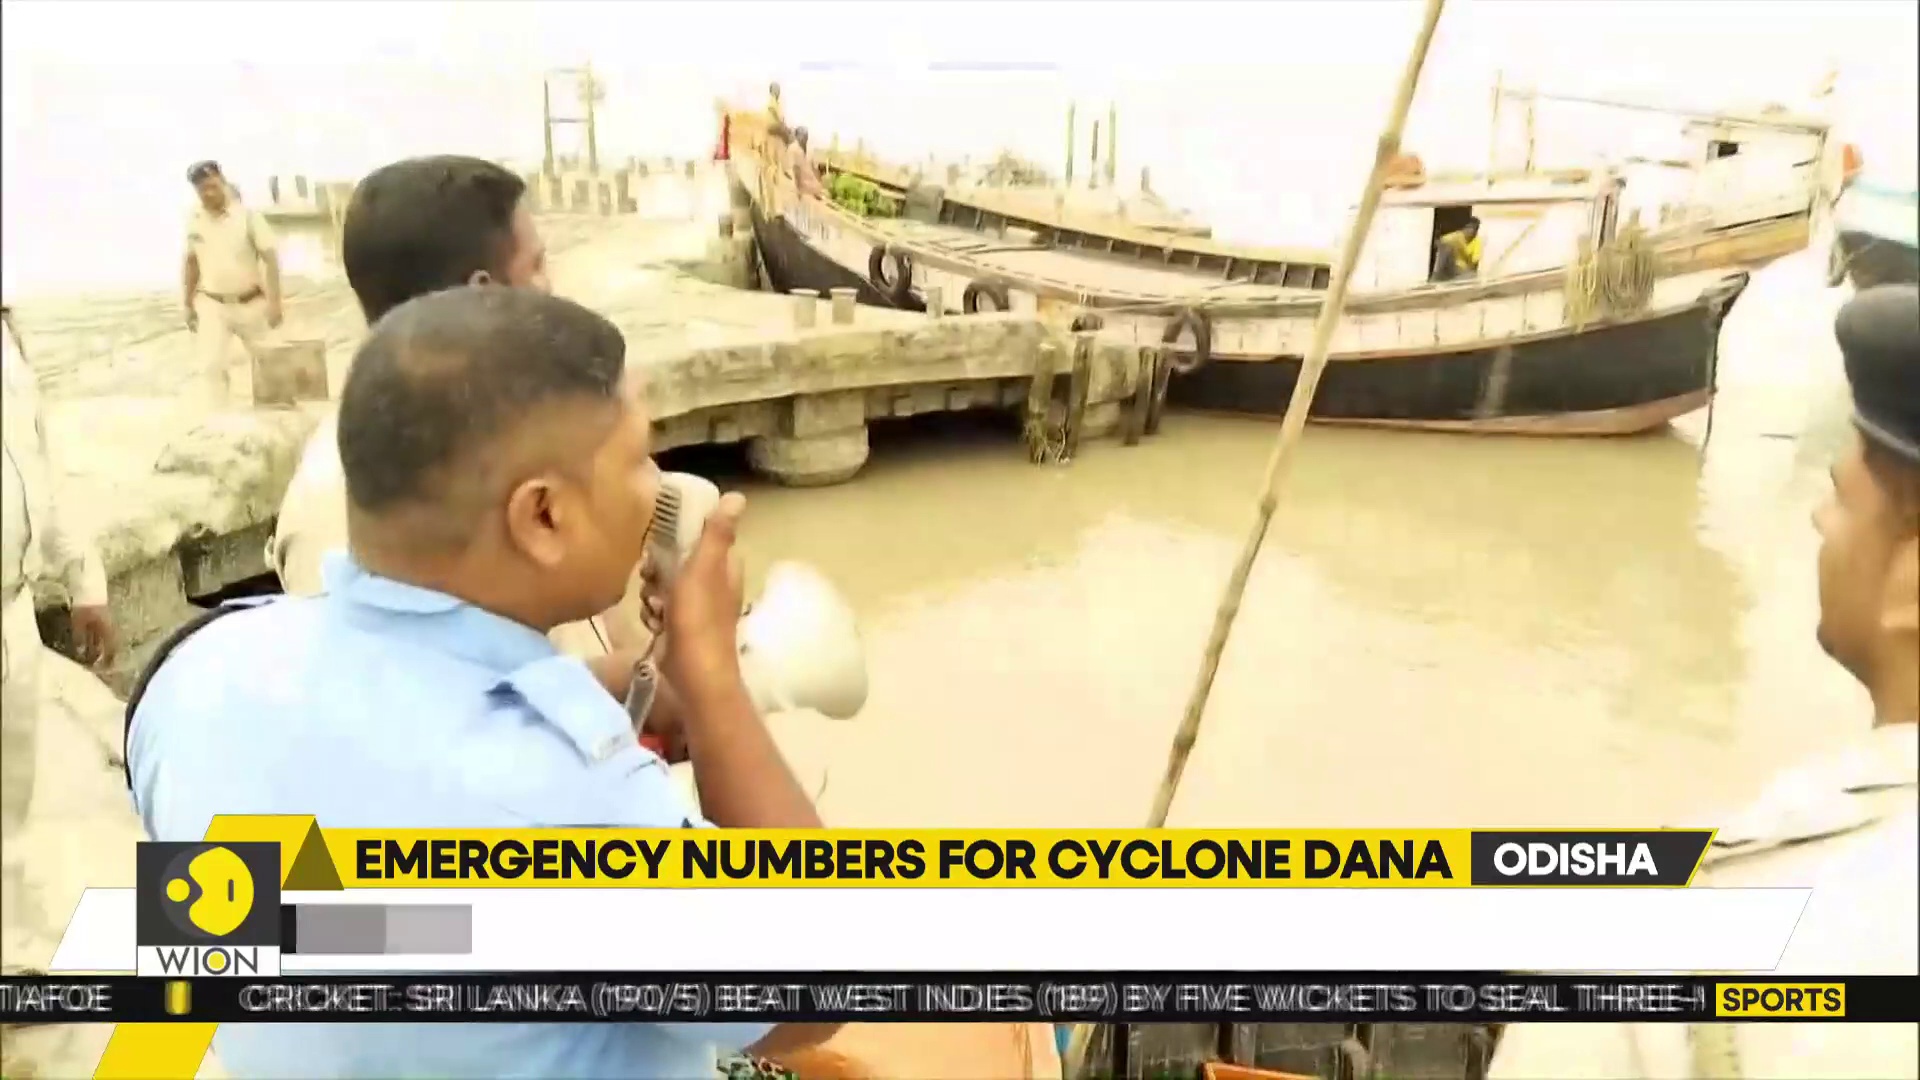 EMERGENCY NUMBERS FOR CYCLONE DANA ODISHA
WION
CRICKET: SRI LANKA (190/5) BEAT WEST INDIES (189) BY FIVE WICKETS TO SEAL THREE- SPORTS